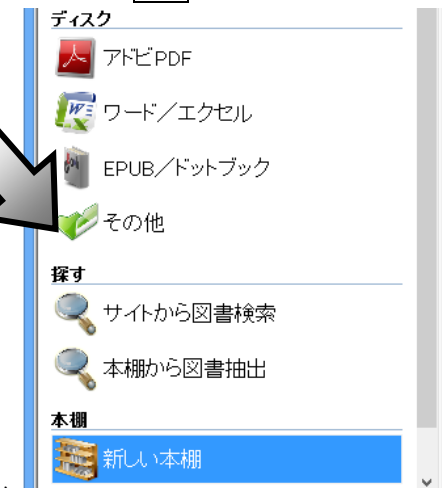 ディスク
アドビPDF
ワード／エクセル
EPUB／ドットブック
その他
探す
サイトから図書検索
本棚から図書抽出
本棚
新しい本棚